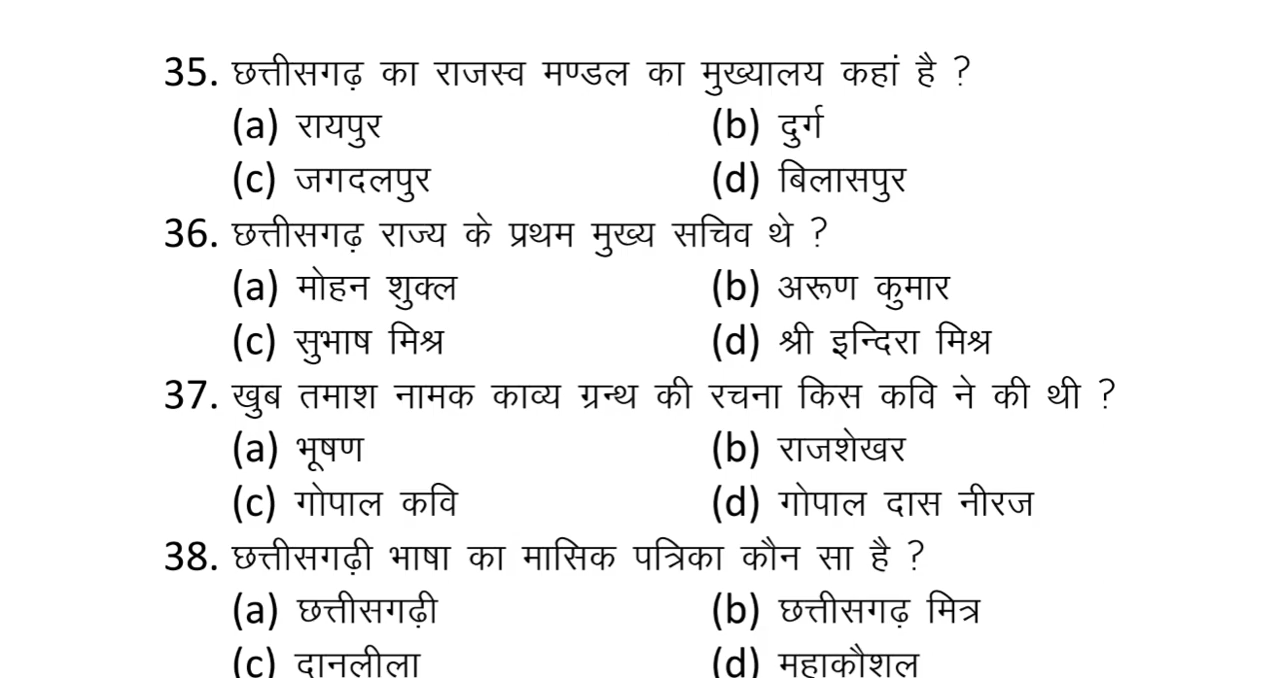 35. छत्तीसगढ़ का राजस्व मण्डल का मुख्यालय कहां है ?
(a) रायपुर (b) दुर्ग
(c) जगदलपुर (d) बिलासपुर
36. छत्तीसगढ़ राज्य के प्रथम मुख्य सचिव थे ?
(a) मोहन शुक्ल (b) अरूण कुमार
(c) सुभाष मिश्र (d) श्री इन्दिरा मिश्र
37. खुब तमाश नामक काव्य ग्रन्थ की रचना किस कवि ने की थी ?
(a) भूषण (b) राजशेखर
(c) गोपाल कवि (d) गोपाल दास नीरज
38. छत्तीसगढ़ी भाषा का मासिक पत्रिका कौन सा है ?
(a) छत्तीसगढ़ी (b) छत्तीसगढ़ मित्र
(c) दानलीला (d) महाकौशल